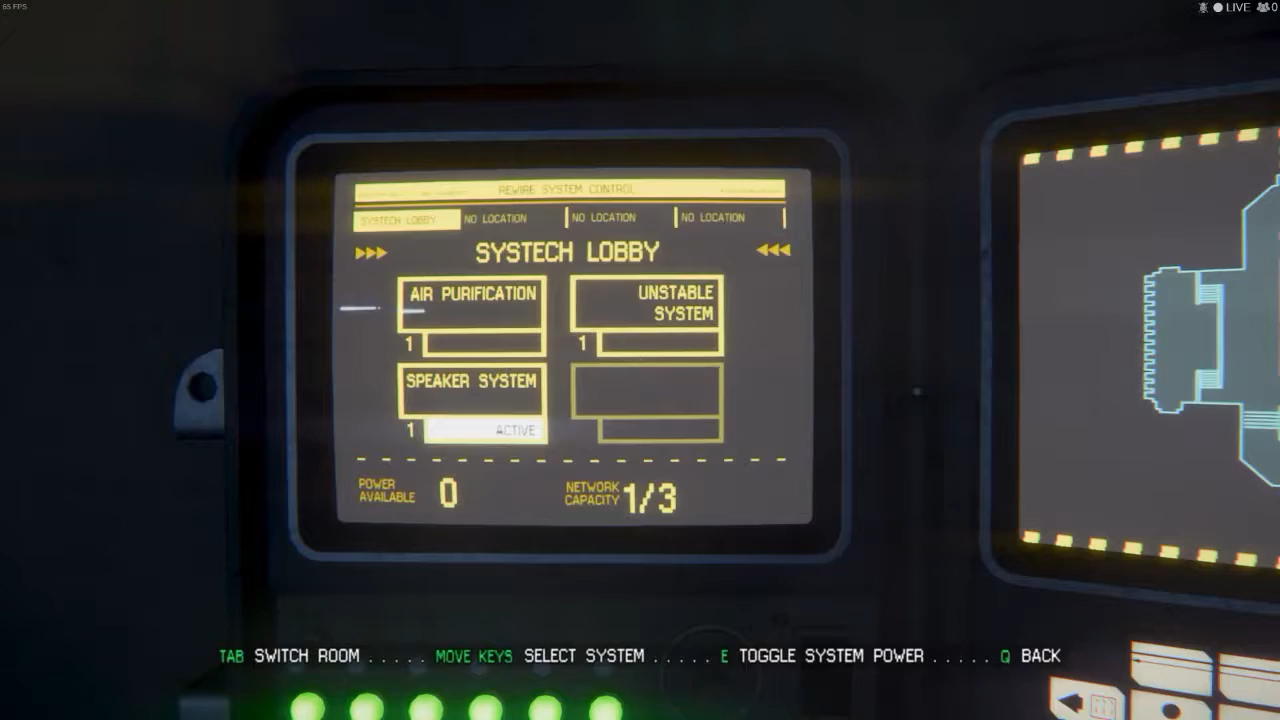 65 FPS
LIVE 0
REWIRE SYSTEM CONTROL
SYSTECH LOBBY NO LOCATION NO LOCATION NO LOCATION
SYSTECH LOBBY
AIR PURIFICATION
1
UNSTABLE
SYSTEM
1
SPEAKER SYSTEM
1 ACTIVE
POWER
AVAILABLE 0
NETWORK
CAPACITY 1/3
TAB SWITCH ROOM ..... MOVE KEYS SELECT SYSTEM ..... E TOGGLE SYSTEM POWER ..... Q BACK